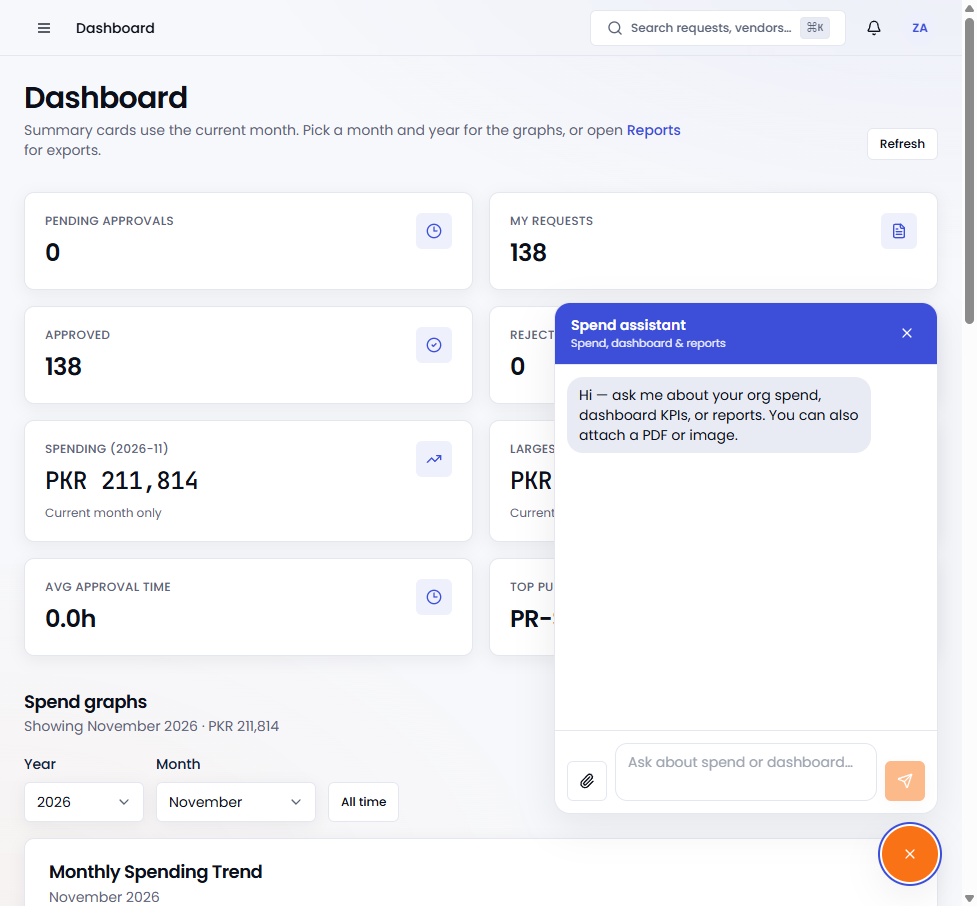 Dashboard
Search requests, vendors...
⌘K
ZA
Dashboard
Summary cards use the current month. Pick a month and year for the graphs, or open Reports
for exports.
Refresh
PENDING APPROVALS
0
MY REQUESTS
138
APPROVED
138
REJECT
0
SPENDING (2026-11)
PKR 211,814
Current month only
LARGES
PKR
Current
AVG APPROVAL TIME
0.0h
TOP PU
PR-
Spend assistant
Spend, dashboard & reports
Hi — ask me about your org spend,
dashboard KPIs, or reports. You can also
attach a PDF or image.
Ask about spend or dashboard...
Spend graphs
Showing November 2026 · PKR 211,814
Year
Month
2026
November
All time
Monthly Spending Trend
November 2026